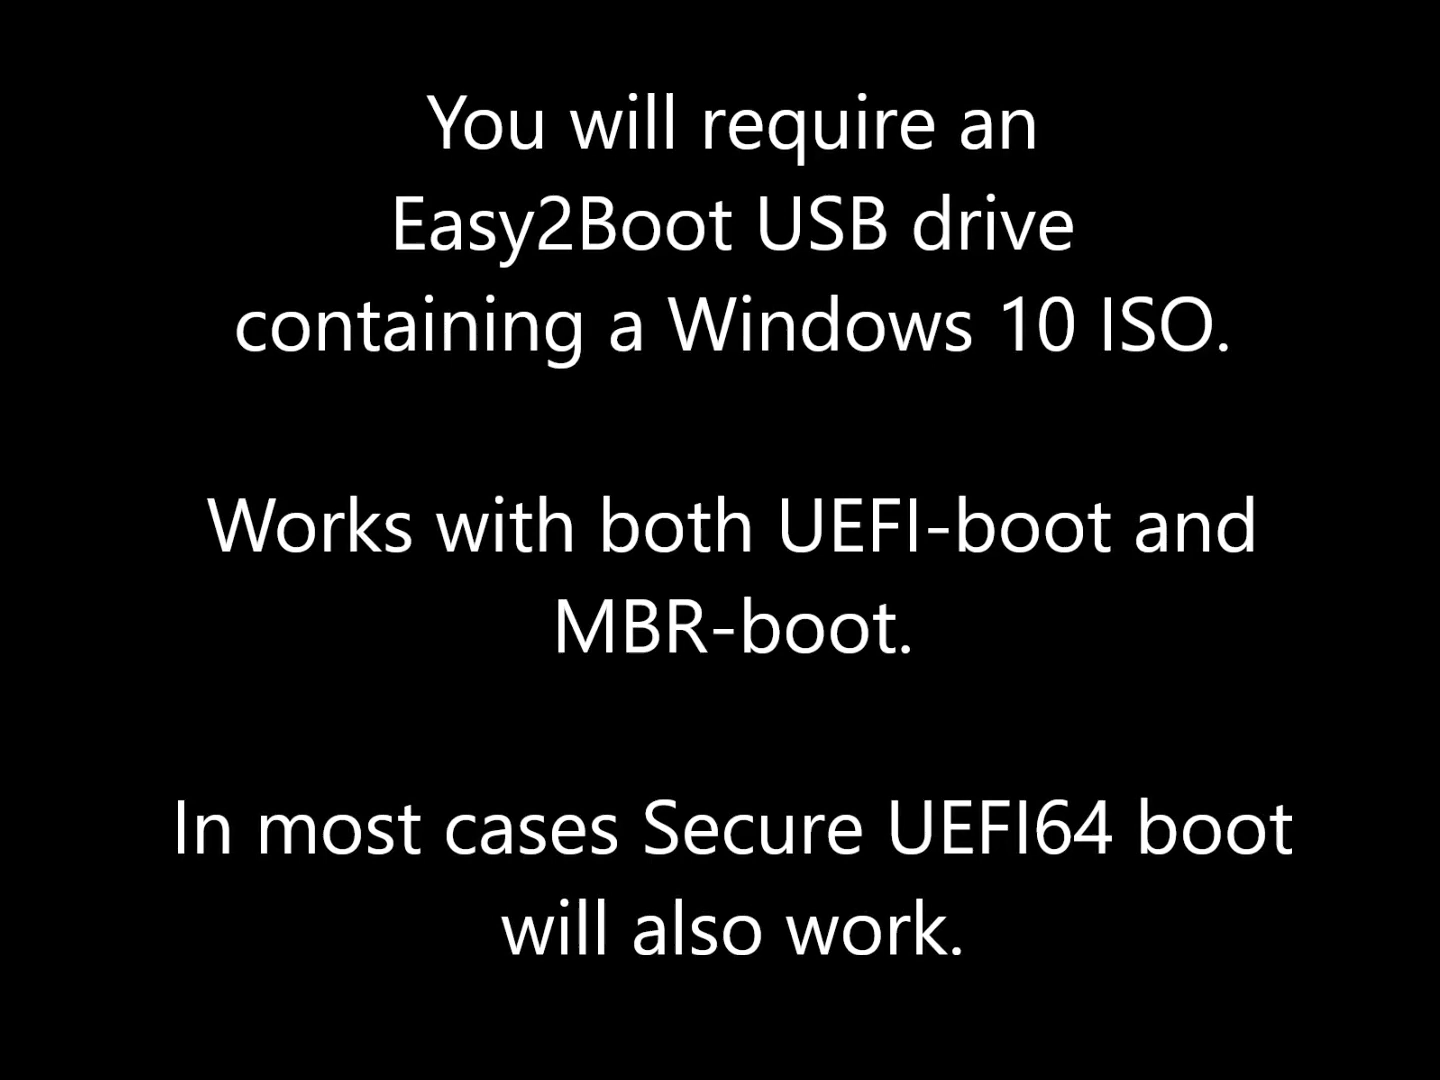 You will require an
Easy2Boot USB drive
containing a Windows 10 ISO.
Works with both UEFI-boot and
MBR-boot.
In most cases Secure UEFI64 boot
will also work.